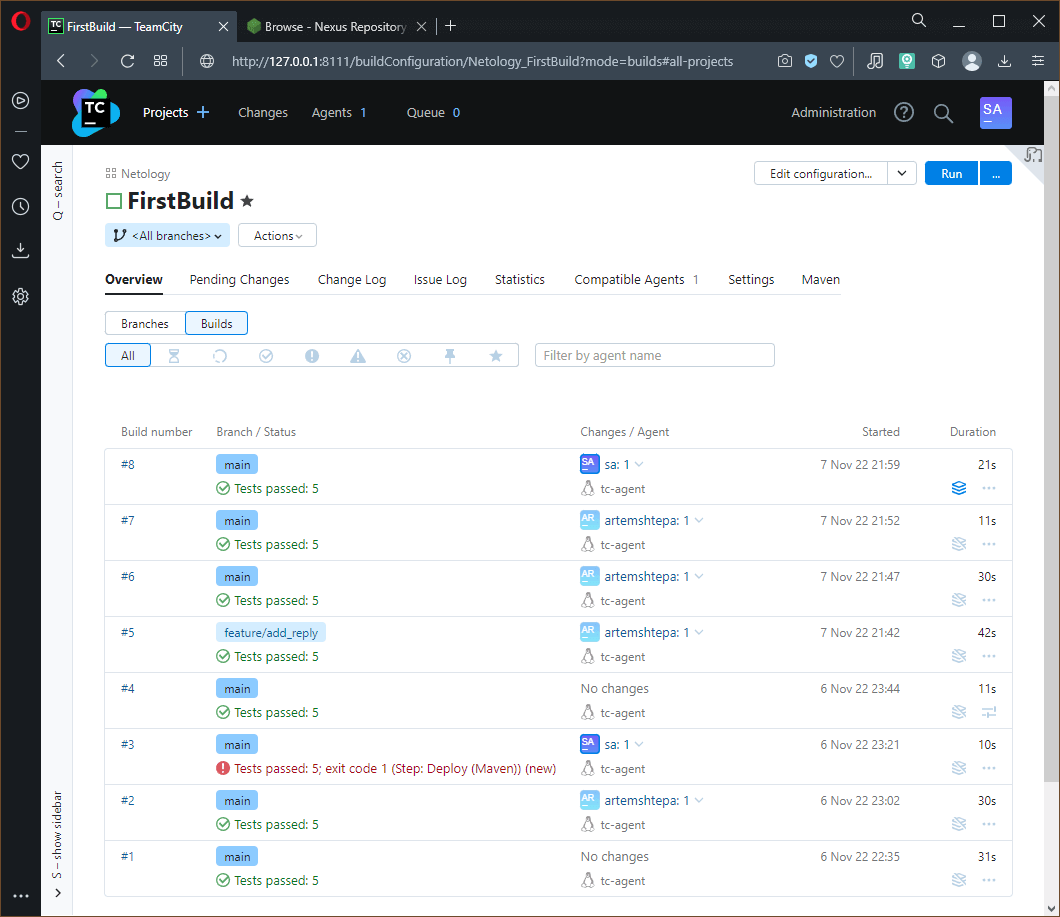 TC FirstBuild — TeamCity Browse - Nexus Repository
http://127.0.0.1:8111/buildConfiguration/Netology_FirstBuild?mode=builds#all-projects
TC Projects Changes Agents 1 Queue 0 Administration SA
Q – search
S – show sidebar
Netology
FirstBuild
Edit configuration... Run ...
<All branches> Actions
Overview Pending Changes Change Log Issue Log Statistics Compatible Agents 1 Settings Maven
Branches Builds
All Filter by agent name
Build number Branch / Status Changes / Agent Started Duration
#8 main SA sa: 1 7 Nov 22 21:59 21s
Tests passed: 5 tc-agent
#7 main AR artemshtepa: 1 7 Nov 22 21:52 11s
Tests passed: 5 tc-agent
#6 main AR artemshtepa: 1 7 Nov 22 21:47 30s
Tests passed: 5 tc-agent
#5 feature/add_reply AR artemshtepa: 1 7 Nov 22 21:42 42s
Tests passed: 5 tc-agent
#4 main No changes 6 Nov 22 23:44 11s
Tests passed: 5 tc-agent
#3 main SA sa: 1 6 Nov 22 23:21 10s
Tests passed: 5; exit code 1 (Step: Deploy (Maven)) (new) tc-agent
#2 main AR artemshtepa: 1 6 Nov 22 23:02 30s
Tests passed: 5 tc-agent
#1 main No changes 6 Nov 22 22:35 31s
Tests passed: 5 tc-agent